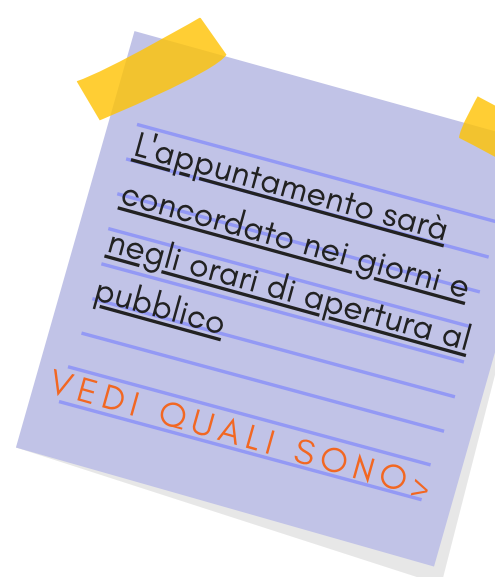 L'appuntamento sarà
concordato nei giorni e
negli orari di apertura al
pubblico
VEDI QUALI SONO>